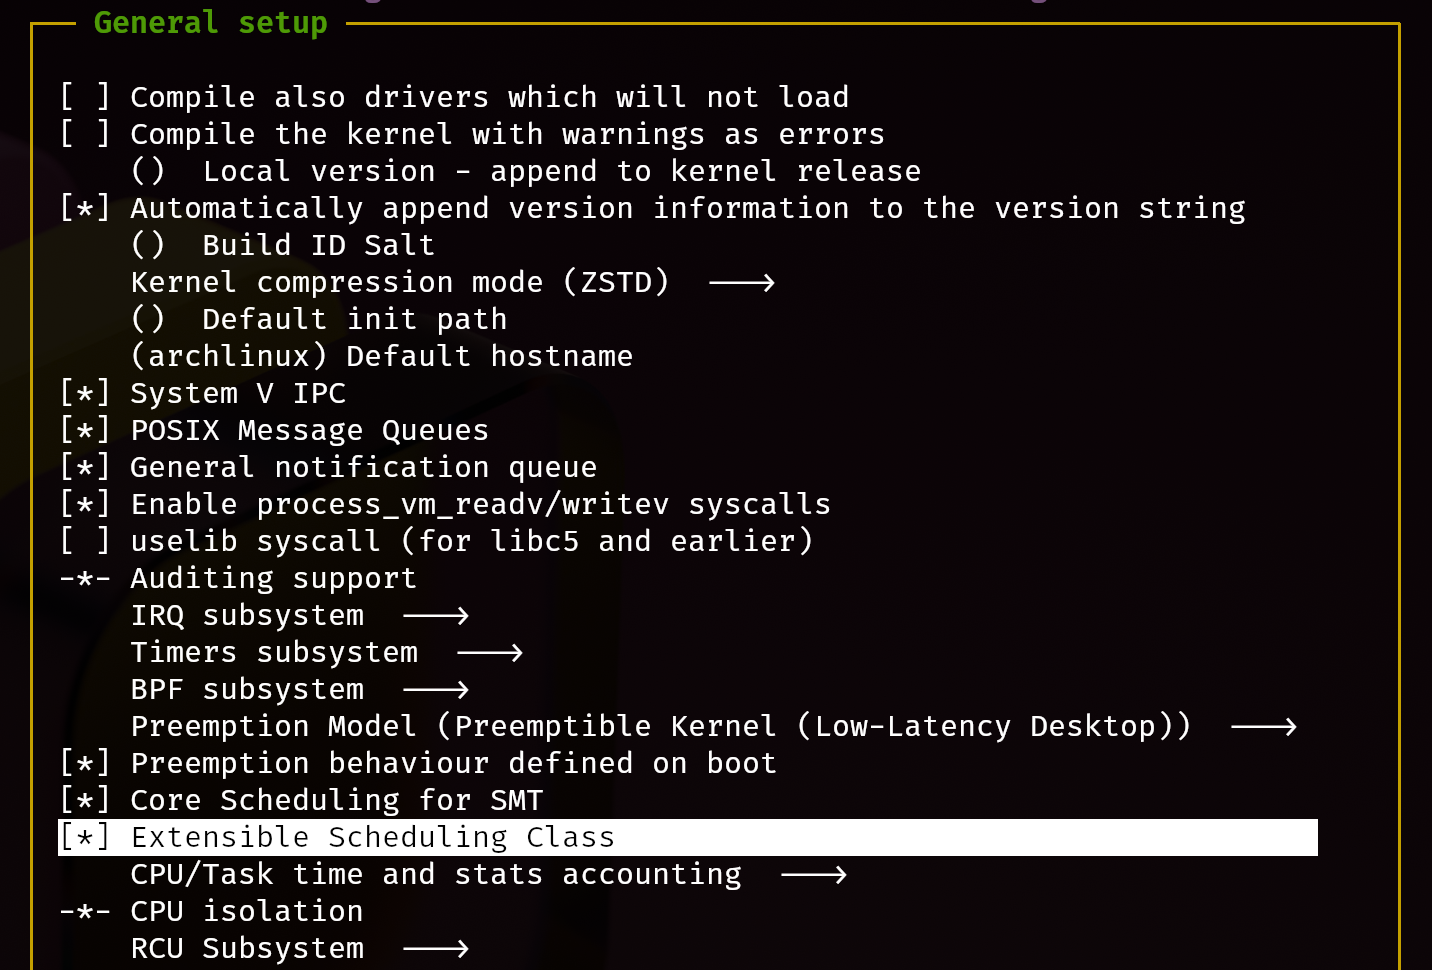 General setup
[ ] Compile also drivers which will not load
[ ] Compile the kernel with warnings as errors
() Local version - append to kernel release
[*] Automatically append version information to the version string
() Build ID Salt
Kernel compression mode (ZSTD) --->
() Default init path
(archlinux) Default hostname
[*] System V IPC
[*] POSIX Message Queues
[*] General notification queue
[*] Enable process_vm_readv/writev syscalls
[ ] uselib syscall (for libc5 and earlier)
-*- Auditing support
IRQ subsystem --->
Timers subsystem --->
BPF subsystem --->
Preemption Model (Preemptible Kernel (Low-Latency Desktop)) --->
[*] Preemption behaviour defined on boot
[*] Core Scheduling for SMT
[*] Extensible Scheduling Class
CPU/Task time and stats accounting --->
-*- CPU isolation
RCU Subsystem --->